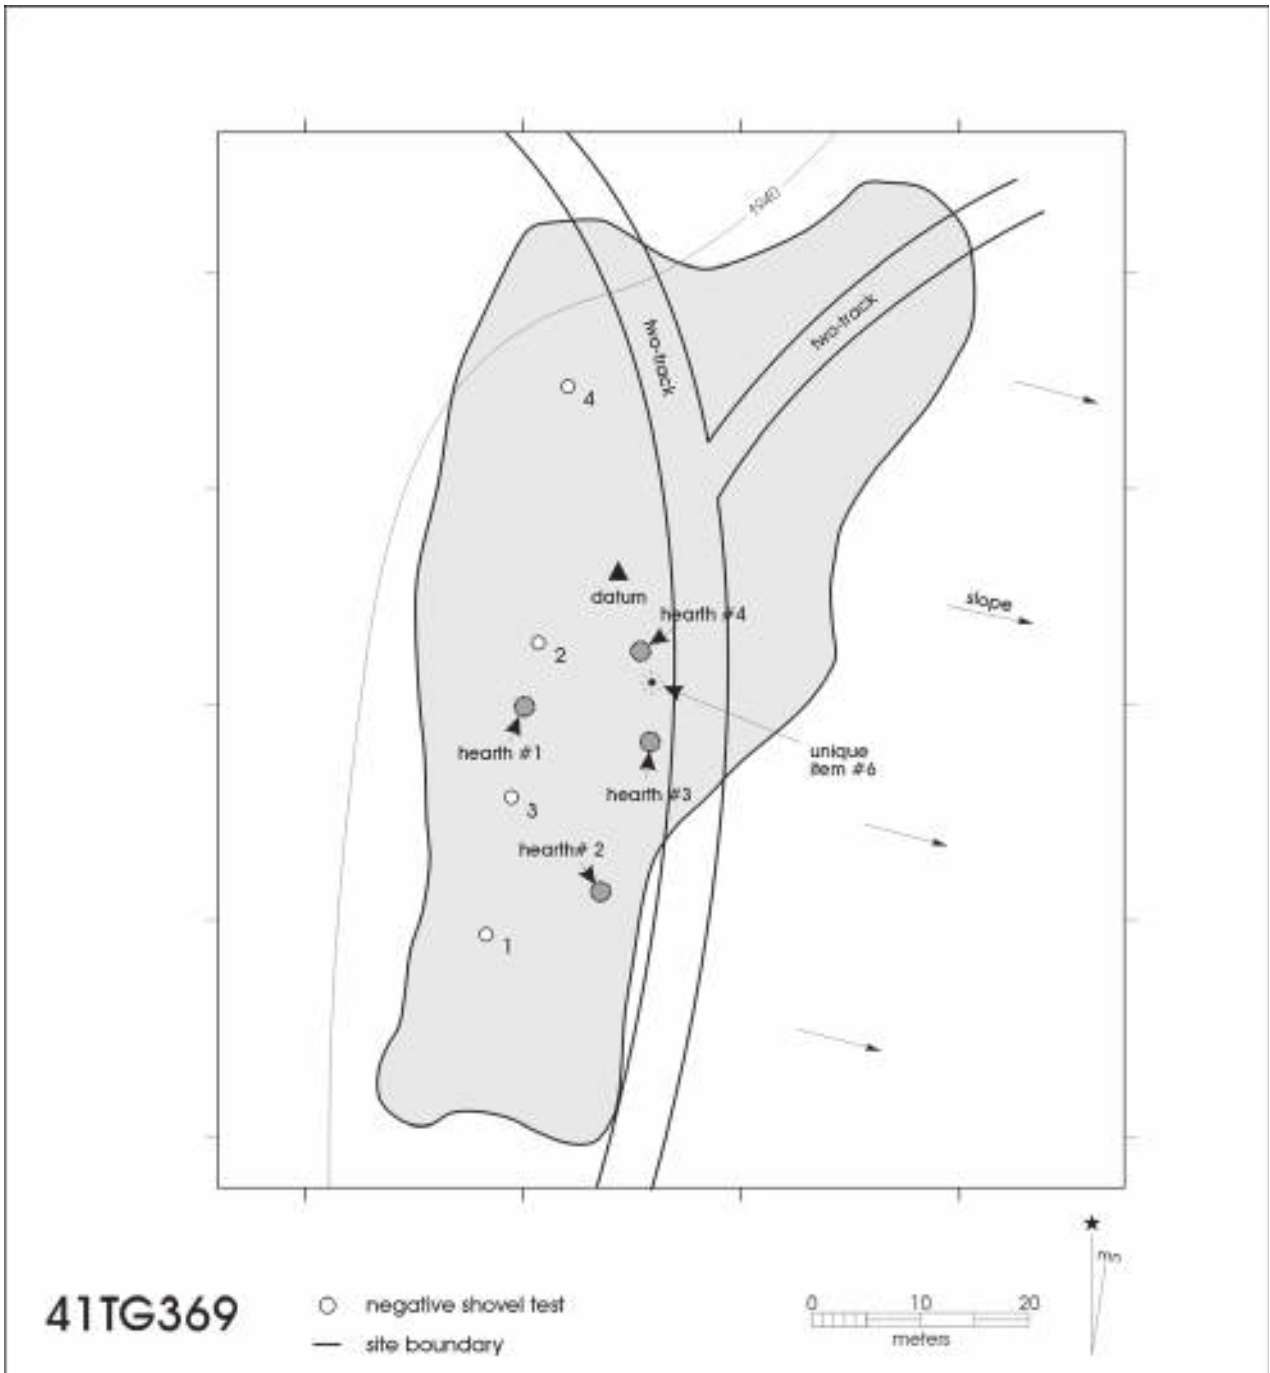 1940
two-track
two-track
4
datum
slope
hearth #4
2
hearth #1
unique
item #6
hearth #3
3
hearth# 2
1
mn
41TG369
negative shovel test
site boundary
0 10 20
meters